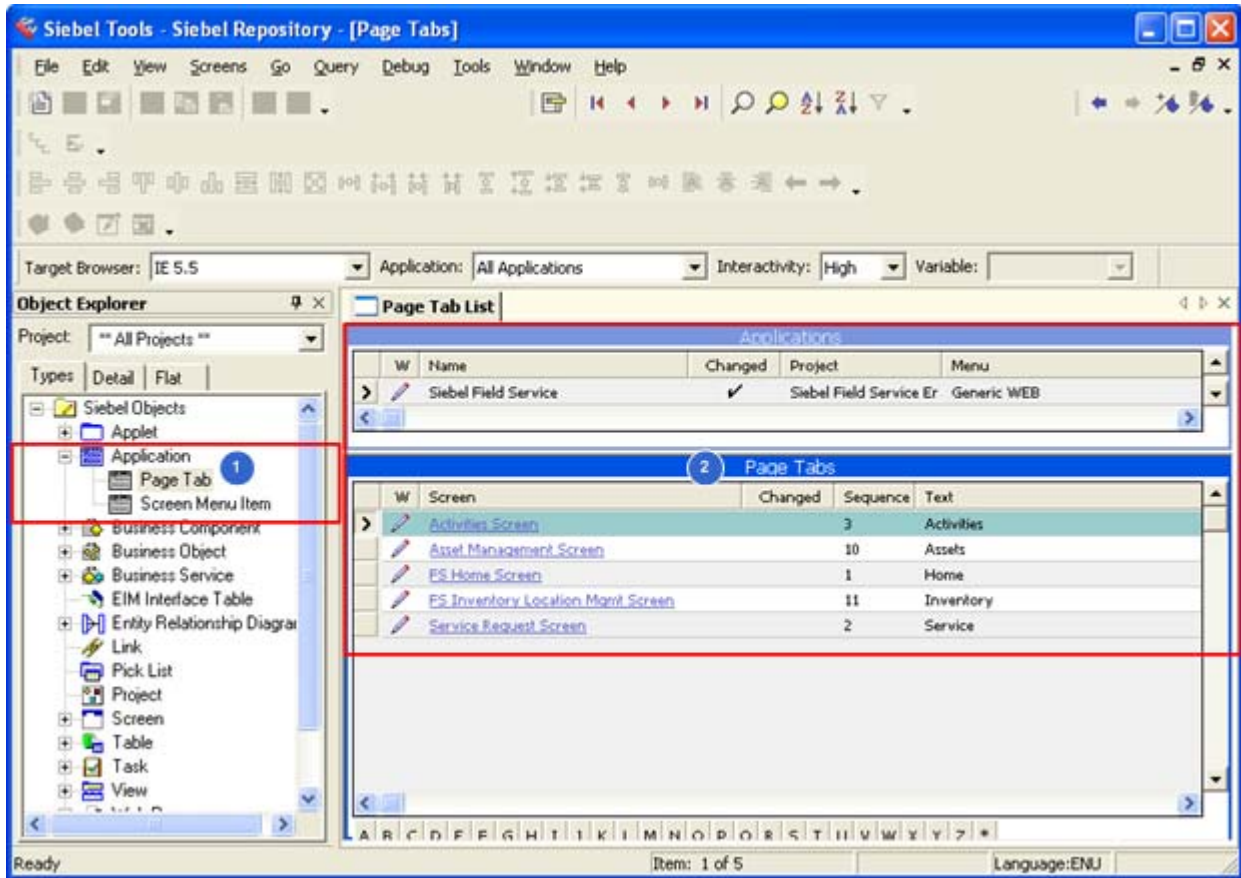 Siebel Tools - Siebel Repository - [Page Tabs]
File Edit View Screens Go Query Debug Tools Window Help
Target Browser: IE 5.5 Application: All Applications Interactivity: High Variable:
Object Explorer
Project: ** All Projects **
Types Detail Flat
Siebel Objects
Applet
Application
Page Tab
1
Screen Menu Item
Business Component
Business Object
Business Service
EIM Interface Table
Entity Relationship Diagra
Link
Pick List
Project
Screen
Table
Task
View
Page Tab List
Applications
W Name Changed Project Menu
Siebel Field Service ✔ Siebel Field Service Er Generic WEB
2 Page Tabs
W Screen Changed Sequence Text
Activities Screen 3 Activities
Asset Management Screen 10 Assets
FS Home Screen 1 Home
FS Inventory Location Mgmt Screen 11 Inventory
Service Request Screen 2 Service
A B C D E F G H I J K L M N O P Q R S T U V W X Y Z *
Ready Item: 1 of 5 Language:ENU